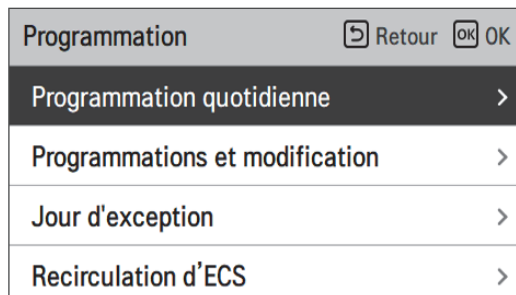 Programmation Retour OK OK
Programmation quotidienne
Programmations et modification
Jour d'exception
Recirculation d’ECS